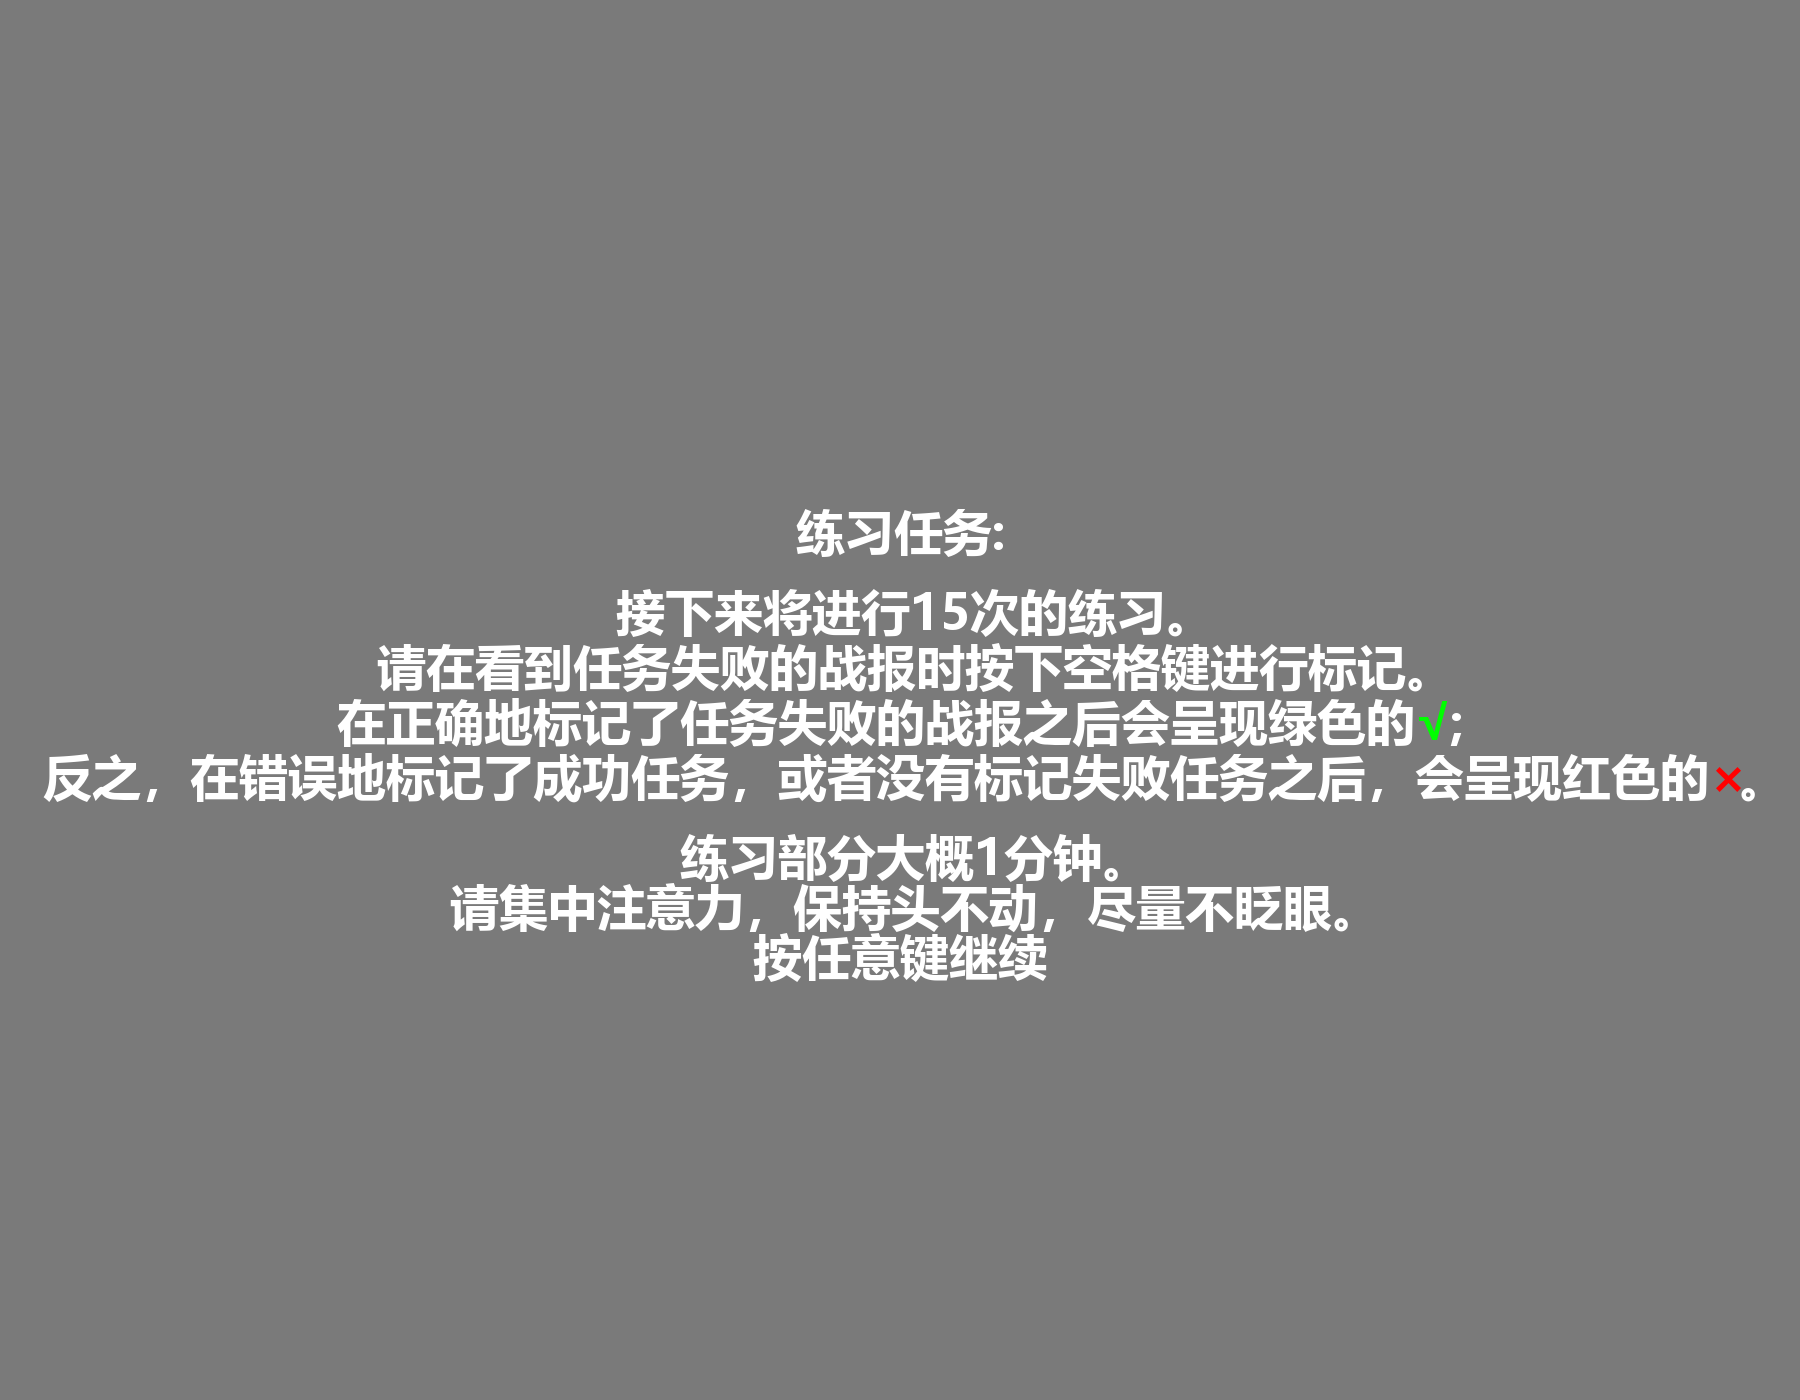 练习任务:
接下来将进行15次的练习。
请在看到任务失败的战报时按下空格键进行标记。
在正确地标记了任务失败的战报之后会呈现绿色的√;
反之，在错误地标记了成功任务，或者没有标记失败任务之后，会呈现红色的×。
练习部分大概1分钟。
请集中注意力，保持头不动，尽量不眨眼。
按任意键继续